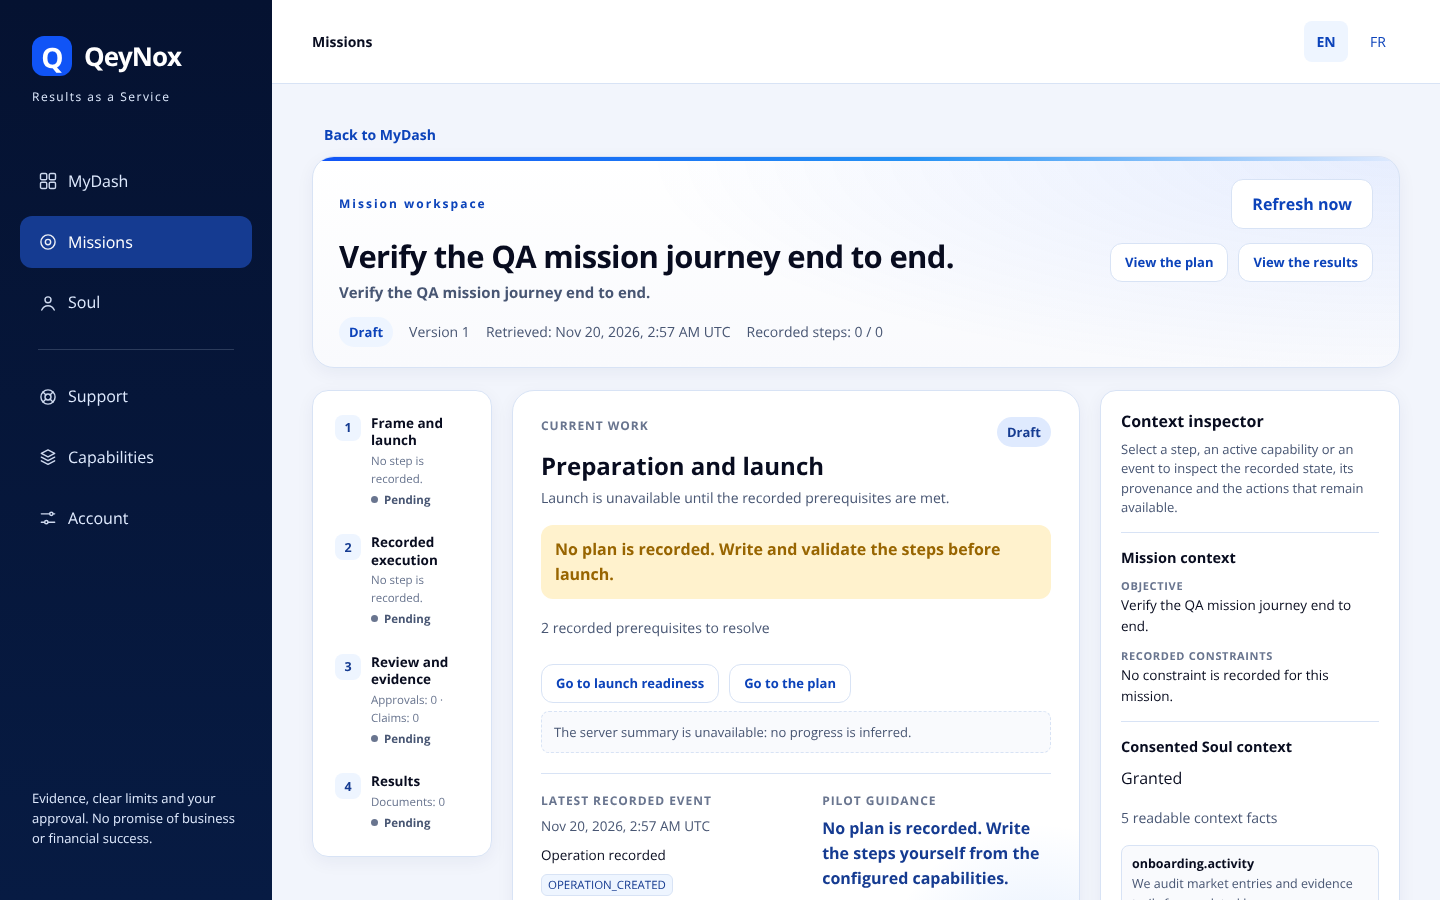 Q QeyNox
Results as a Service
MyDash
Missions
Soul
Support
Capabilities
Account
Evidence, clear limits and your
approval. No promise of business
or financial success.
Missions
EN
FR
Back to MyDash
Mission workspace
Refresh now
Verify the QA mission journey end to end.
View the plan
View the results
Verify the QA mission journey end to end.
Draft
Version 1
Retrieved: Nov 20, 2026, 2:57 AM UTC
Recorded steps: 0 / 0
1
Frame and
launch
No step is
recorded.
Pending
2
Recorded
execution
No step is
recorded.
Pending
3
Review and
evidence
Approvals: 0 ·
Claims: 0
Pending
4
Results
Documents: 0
Pending
CURRENT WORK
Draft
Preparation and launch
Launch is unavailable until the recorded prerequisites are met.
No plan is recorded. Write and validate the steps before
launch.
2 recorded prerequisites to resolve
Go to launch readiness
Go to the plan
The server summary is unavailable: no progress is inferred.
LATEST RECORDED EVENT
Nov 20, 2026, 2:57 AM UTC
Operation recorded
OPERATION_CREATED
PILOT GUIDANCE
No plan is recorded. Write
the steps yourself from the
configured capabilities.
Context inspector
Select a step, an active capability or an
event to inspect the recorded state, its
provenance and the actions that remain
available.
Mission context
OBJECTIVE
Verify the QA mission journey end to
end.
RECORDED CONSTRAINTS
No constraint is recorded for this
mission.
Consented Soul context
Granted
5 readable context facts
onboarding.activity
We audit market entries and evidence